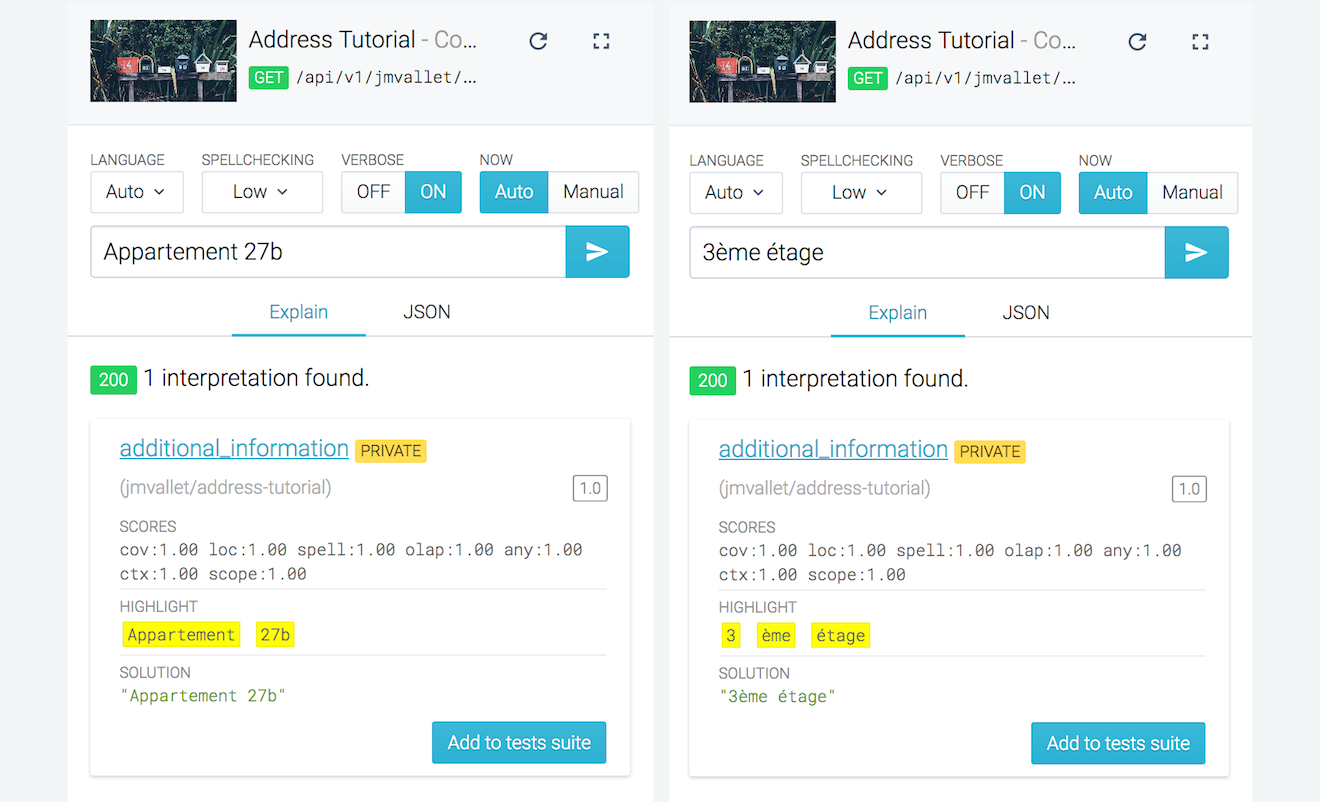 Address Tutorial - Co...
GET /api/v1/jmvallet/...
LANGUAGE SPELLCHECKING VERBOSE NOW
Auto Low OFF ON Auto Manual
Appartement 27b
Explain JSON
200 1 interpretation found.
additional_information PRIVATE
(jmvallet/address-tutorial) 1.0
SCORES
cov:1.00 loc:1.00 spell:1.00 olap:1.00 any:1.00
ctx:1.00 scope:1.00
HIGHLIGHT
Appartement 27b
SOLUTION
"Appartement 27b"
Add to tests suite
Address Tutorial - Co...
GET /api/v1/jmvallet/...
LANGUAGE SPELLCHECKING VERBOSE NOW
Auto Low OFF ON Auto Manual
3ème étage
Explain JSON
200 1 interpretation found.
additional_information PRIVATE
(jmvallet/address-tutorial) 1.0
SCORES
cov:1.00 loc:1.00 spell:1.00 olap:1.00 any:1.00
ctx:1.00 scope:1.00
HIGHLIGHT
3 ème étage
SOLUTION
"3ème étage"
Add to tests suite